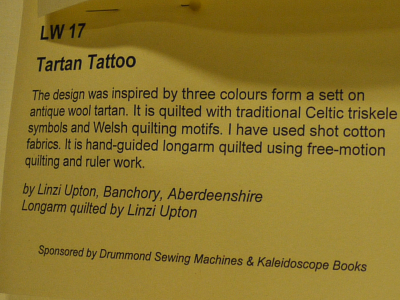 LW 17
Tartan Tattoo
The design was inspired by three colours form a sett on
antique wool tartan. It is quilted with traditional Celtic triskele
symbols and Welsh quilting motifs. I have used shot cotton
fabrics. It is hand-guided longarm quilted using free-motion
quilting and ruler work.
by Linzi Upton, Banchory, Aberdeenshire
Longarm quilted by Linzi Upton
Sponsored by Drummond Sewing Machines & Kaleidoscope Books